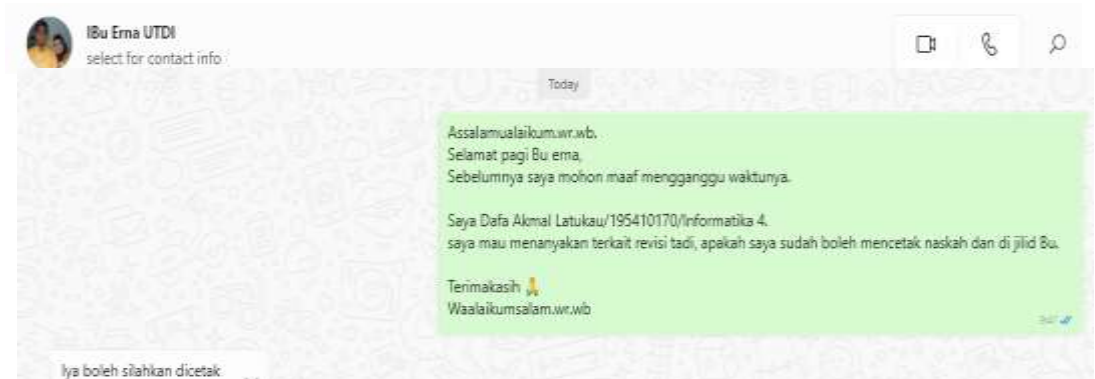 IBu Erna UTDI
select for contact info
Today
Assalamualaikum.wr.wb.
Selamat pagi Bu erna,
Sebelumnya saya mohon maaf mengganggu waktunya.
Saya Dafa Akmal Latukau/195410170/Informatika 4.
saya mau menanyakan terkait revisi tadi, apakah saya sudah boleh mencetak naskah dan di jilid Bu.
Terimakasih 🙏
Waalaikumsalam.wr.wb
Iya boleh silahkan dicetak